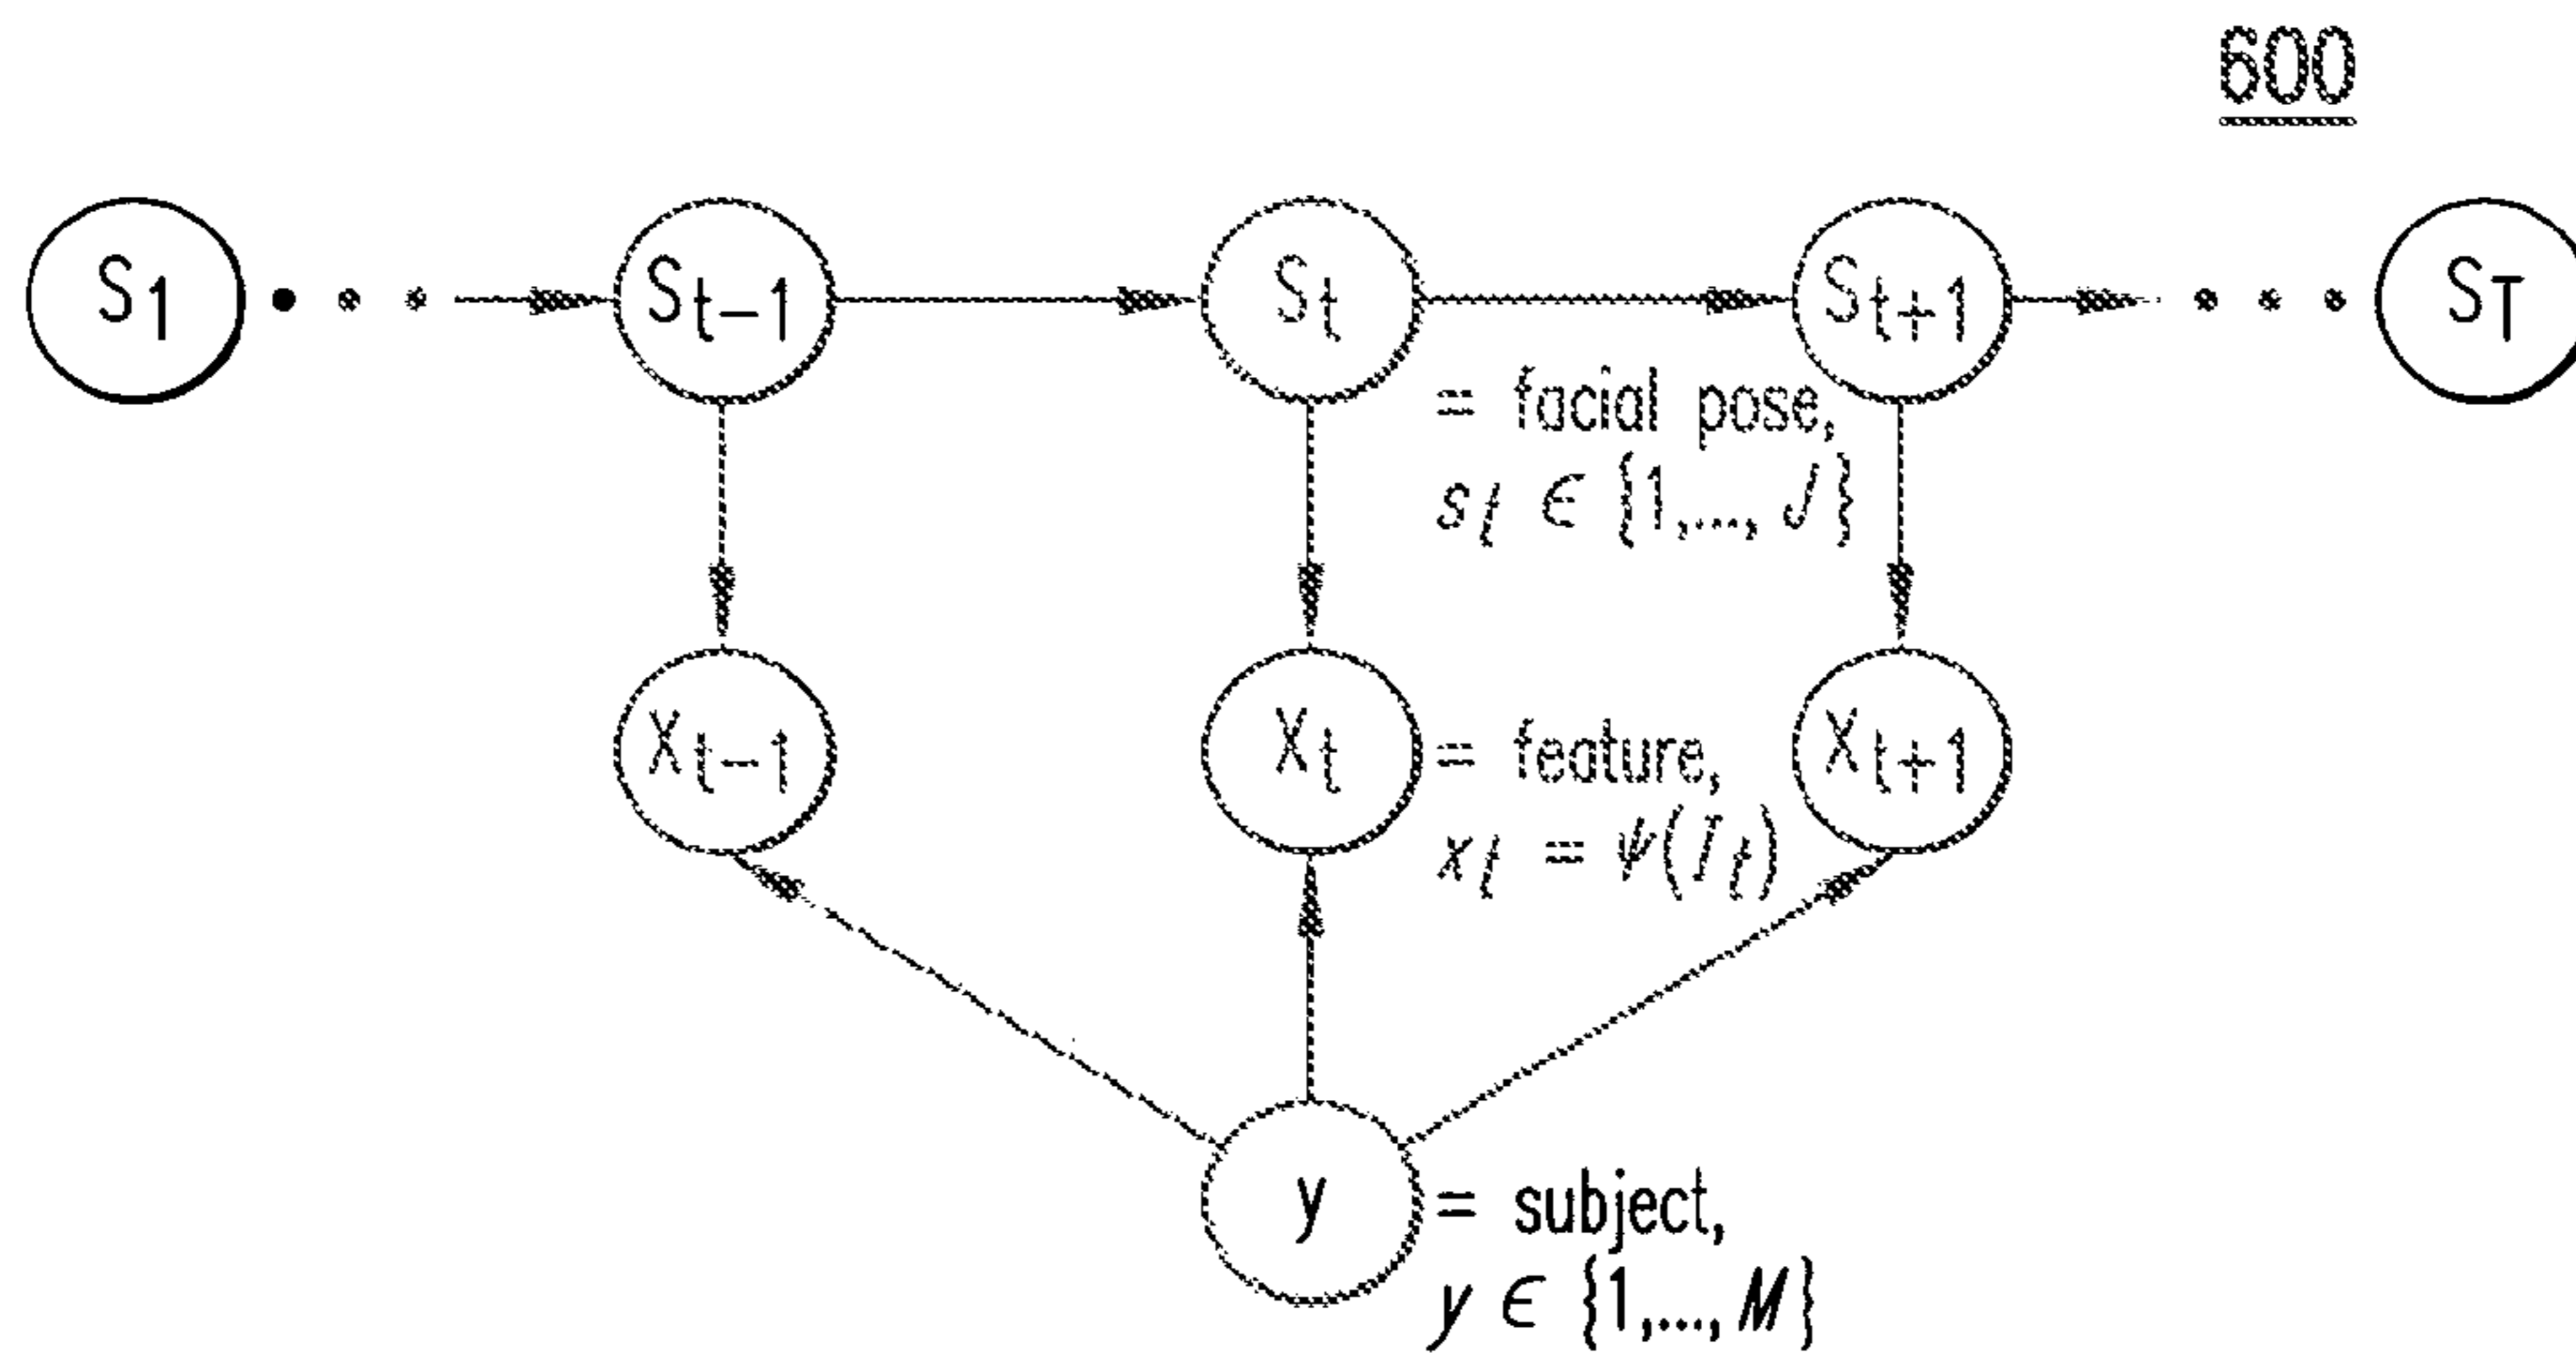 600
S1 • • • St-1 St St+1 • • • ST
= facial pose,
st ∈ {1,..., J}
Xt-1 Xt = feature, Xt+1
xt = ψ(It)
y = subject,
y ∈ {1,..., M}